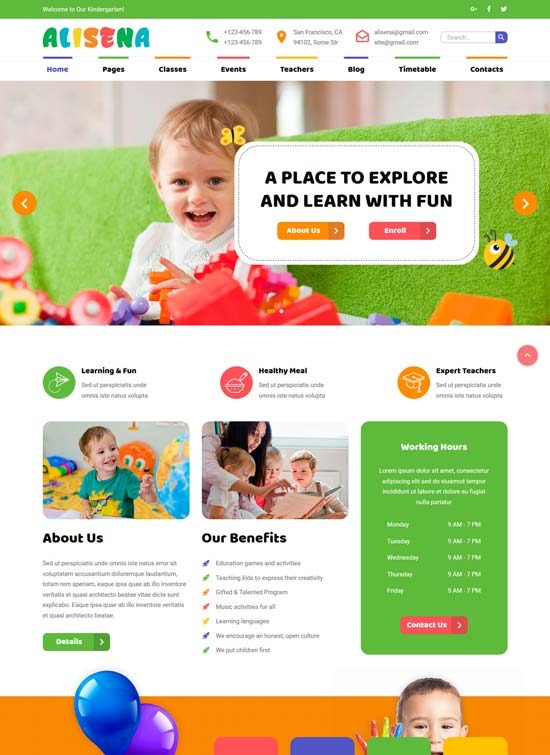 Welcome to Our Kindergarten!
ALISENA
+123-456-789
+123-456-789
San Francisco, CA
94102, Some Str
alisena@gmail.com
site@gmail.com
Search...
Home
Pages
Classes
Events
Teachers
Blog
Timetable
Contacts
A PLACE TO EXPLORE
AND LEARN WITH FUN
About Us
Enroll
Learning & Fun
Sed ut perspiciatis unde
omnis iste natus volupta
Healthy Meal
Sed ut perspiciatis unde
omnis iste natus volupta
Expert Teachers
Sed ut perspiciatis unde
omnis iste natus volupta
About Us
Sed ut perspiciatis unde omnis iste natus error sit
voluptatem accusantium doloremque laudantium,
totam rem aperiam, eaque ipsa quae ab illo inventore
veritatis et quasi architecto beatae vitae dicta sunt
explicabo. Eaque ipsa quae ab illo inventore veritatis
et quasi architecto beatae.
Details
Our Benefits
Education games and activities
Teaching kids to express their creativity
Gifted & Talented Program
Music activities for all
Learning languages
We encourage an honest, open culture
We put children first
Working Hours
Lorem ipsum dolor sit amet, consectetur
adipiscing elit, sed do eiusmod tempor
incididunt ut labore et dolore eu fugiat
nulla pariatur
Monday 9 AM - 7 PM
Tuesday 9 AM - 7 PM
Wednesday 9 AM - 7 PM
Thursday 9 AM - 7 PM
Friday 9 AM - 7 PM
Contact Us